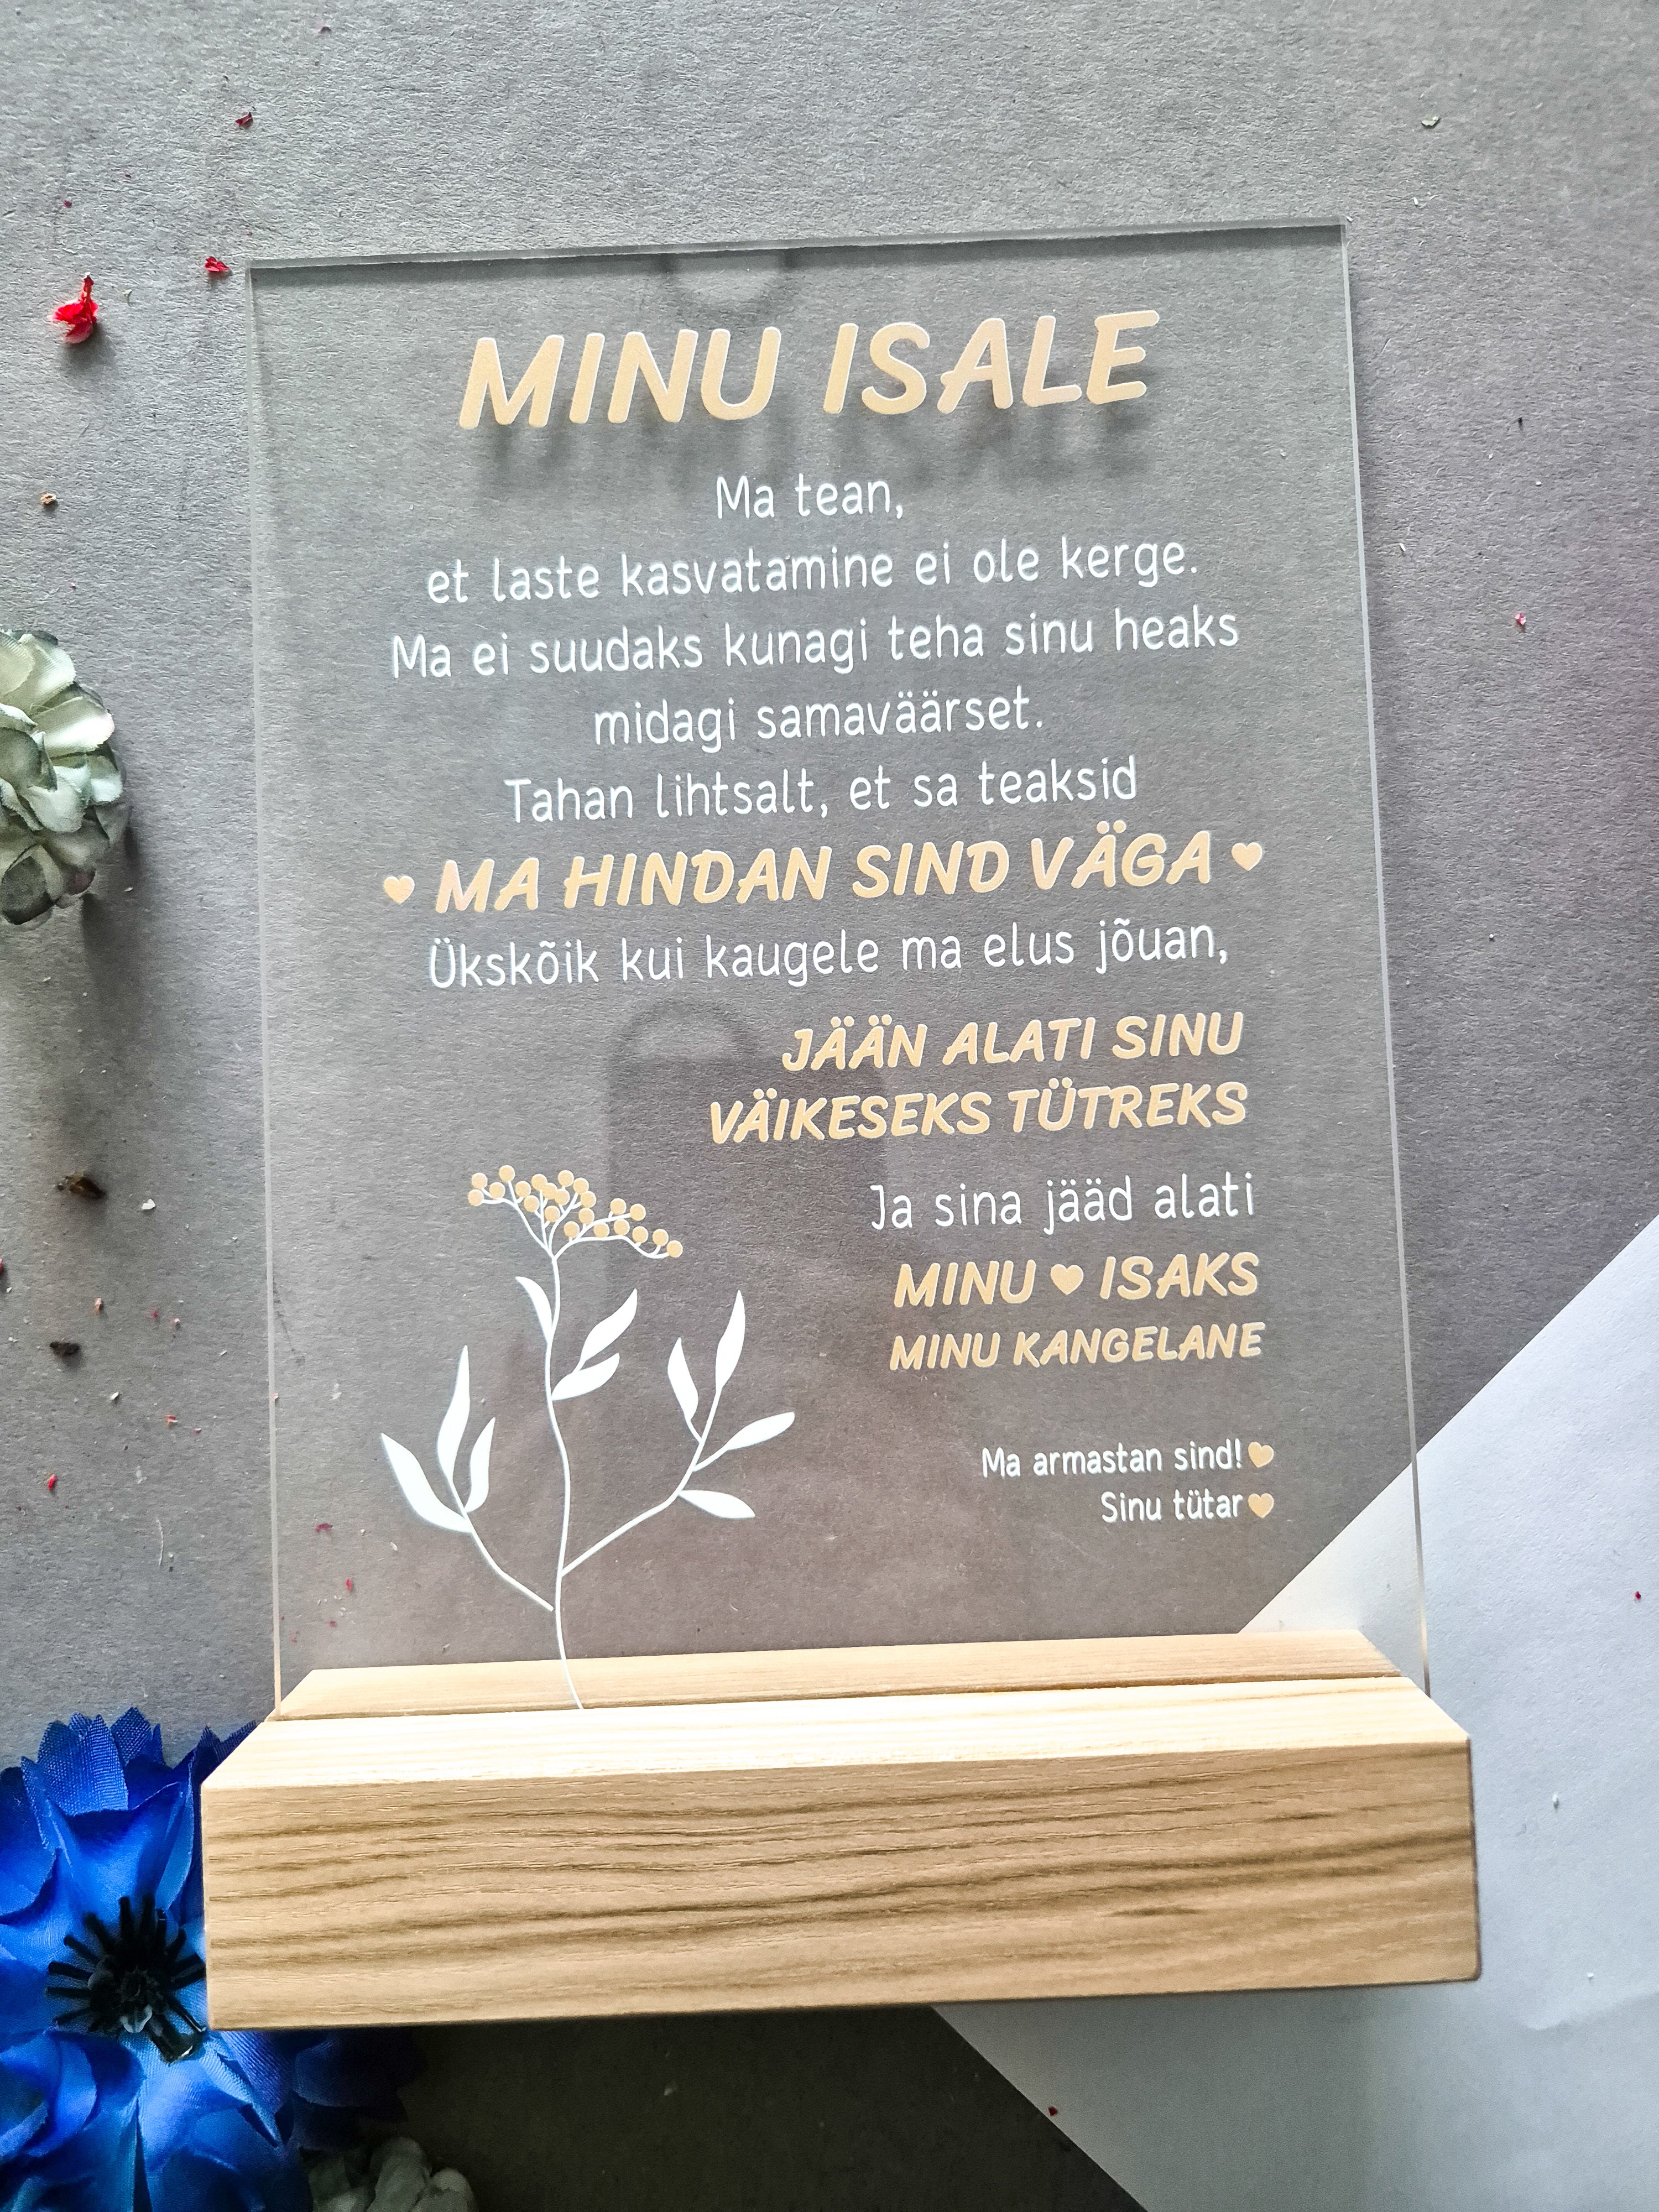 MINU ISALE
Ma tean,
et laste kasvatamine ei ole kerge.
Ma ei suudaks kunagi teha sinu heaks
midagi samaväärset.
Tahan lihtsalt, et sa teaksid
♥ MA HINDAN SIND VÄGA ♥
Ükskõik kui kaugele ma elus jõuan,
JÄÄN ALATI SINU
VÄIKESEKS TÜTREKS
Ja sina jääd alati
MINU ♥ ISAKS
MINU KANGELANE
Ma armastan sind! ♥
Sinu tütar ♥